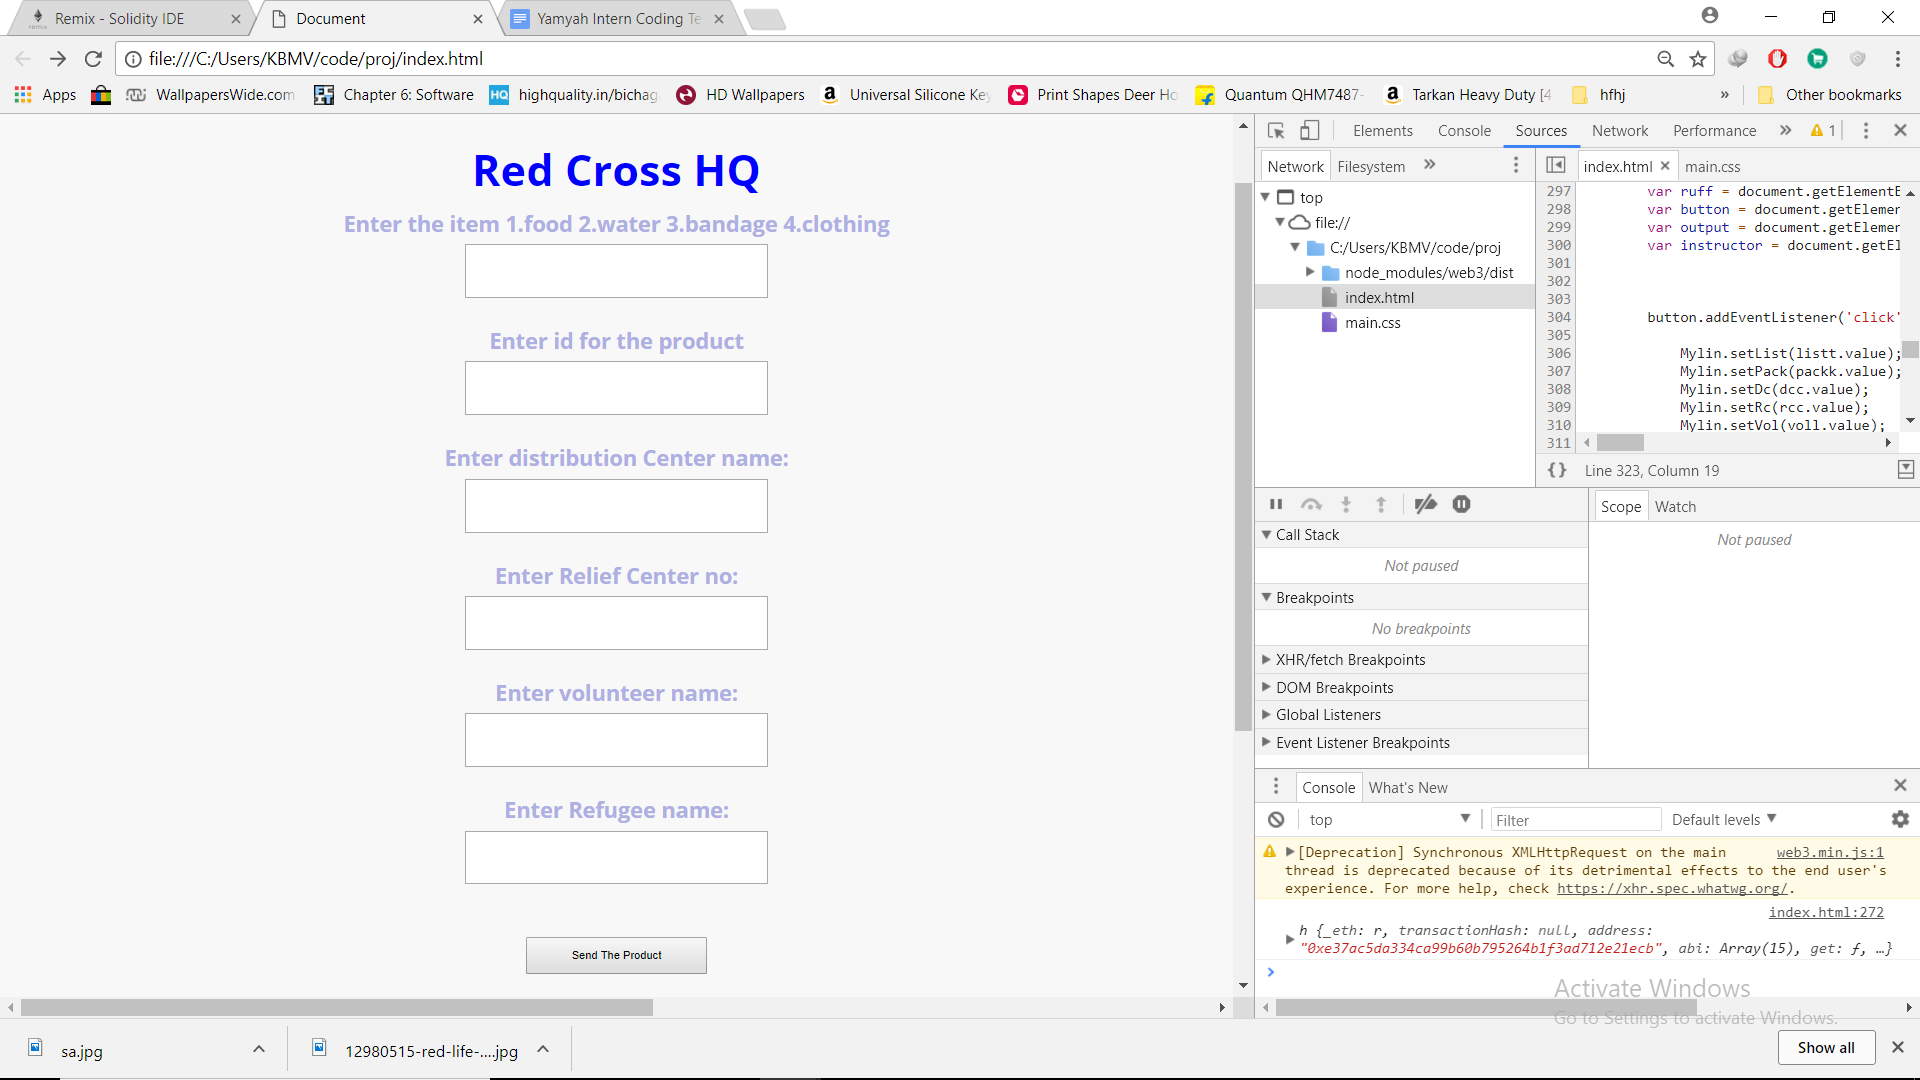 Remix - Solidity IDE
Document
Yamyah Intern Coding Te
file:///C:/Users/KBMV/code/proj/index.html
Apps
WallpapersWide.com
Chapter 6: Software
HQ highquality.in/bichag
HD Wallpapers
Universal Silicone Key
Print Shapes Deer Ho
Quantum QHM7487-
Tarkan Heavy Duty [4
hfhj
»
Other bookmarks
Red Cross HQ
Enter the item 1.food 2.water 3.bandage 4.clothing
Enter id for the product
Enter distribution Center name:
Enter Relief Center no:
Enter volunteer name:
Enter Refugee name:
Send The Product
Elements Console Sources Network Performance » 1
Network Filesystem »
top
file://
C:/Users/KBMV/code/proj
node_modules/web3/dist
index.html
main.css
index.html main.css
297 var ruff = document.getElementE
298 var button = document.getElemen
299 var output = document.getElemen
300 var instructor = document.getEl
301
302
303
304 button.addEventListener('click'
305
306 Mylin.setList(listt.value);
307 Mylin.setPack(packk.value);
308 Mylin.setDc(dcc.value);
309 Mylin.setRc(rcc.value);
310 Mylin.setVol(voll.value);
311
{} Line 323, Column 19
Call Stack
Not paused
Breakpoints
No breakpoints
XHR/fetch Breakpoints
DOM Breakpoints
Global Listeners
Event Listener Breakpoints
Scope Watch
Not paused
Console What's New
top Filter Default levels
[Deprecation] Synchronous XMLHttpRequest on the main web3.min.js:1
thread is deprecated because of its detrimental effects to the end user's
experience. For more help, check https://xhr.spec.whatwg.org/.
index.html:272
h {_eth: r, transactionHash: null, address:
"0xe37ac5da334ca99b60b795264b1f3ad712e21ecb", abi: Array(15), get: ƒ, …}
Activate Windows
Go to Settings to activate Windows.
sa.jpg
12980515-red-life-....jpg
Show all